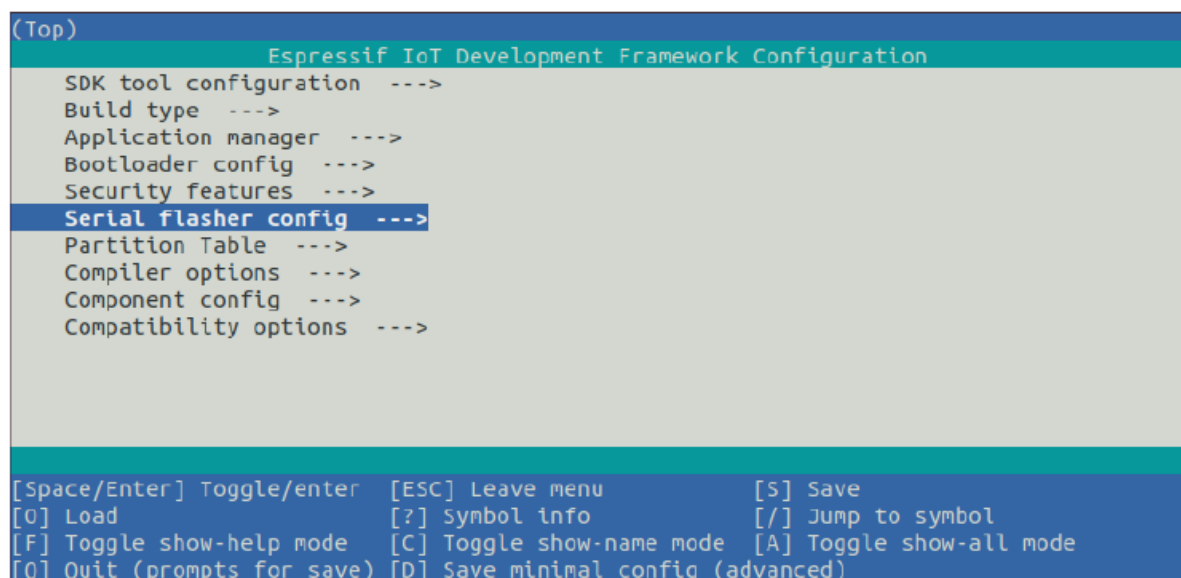 (Top)
Espressif IoT Development Framework Configuration
SDK tool configuration --->
Build type --->
Application manager --->
Bootloader config --->
Security features --->
Serial flasher config --->
Partition Table --->
Compiler options --->
Component config --->
Compatibility options --->
[Space/Enter] Toggle/enter [ESC] Leave menu [S] Save
[O] Load [?] Symbol info [/] Jump to symbol
[F] Toggle show-help mode [C] Toggle show-name mode [A] Toggle show-all mode
[Q] Quit (prompts for save) [D] Save minimal config (advanced)